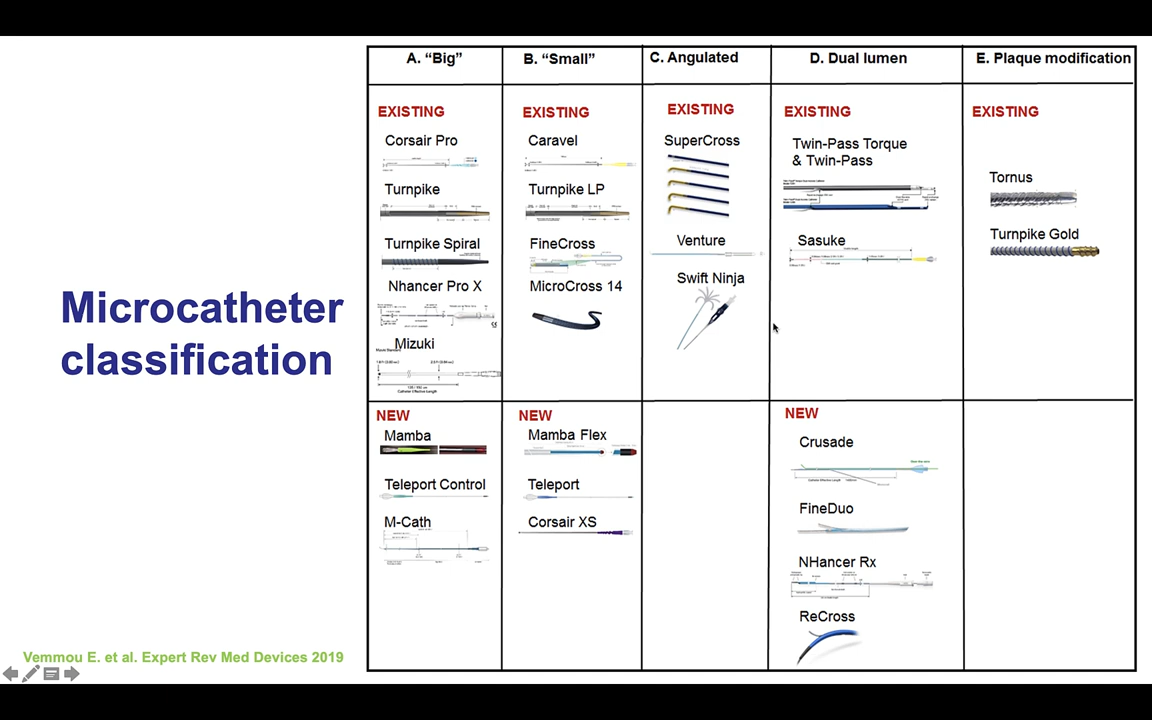 Microcatheter
classification
A. “Big”
B. “Small”
C. Angulated
D. Dual lumen
E. Plaque modification
EXISTING
Corsair Pro
Turnpike
Turnpike Spiral
Nhancer Pro X
Mizuki
EXISTING
Caravel
Turnpike LP
FineCross
MicroCross 14
EXISTING
SuperCross
Venture
Swift Ninja
EXISTING
Twin-Pass Torque
& Twin-Pass
Sasuke
EXISTING
Tornus
Turnpike Gold
NEW
Mamba
Teleport Control
M-Cath
NEW
Mamba Flex
Teleport
Corsair XS
NEW
Crusade
FineDuo
NHancer Rx
ReCross
Vemmou E. et al. Expert Rev Med Devices 2019